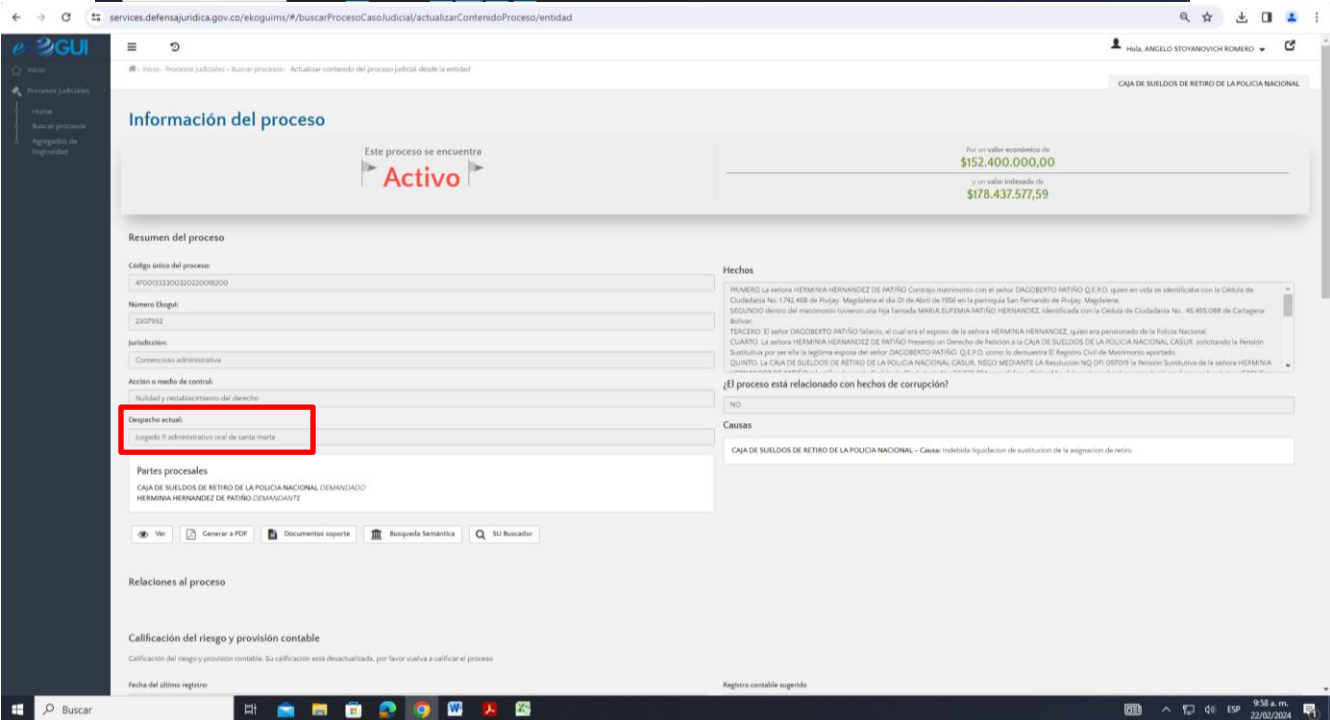 services.defensajuridica.gov.co/ekoguims/#/buscarProcesoCasoJudicial/actualizarContenidoProceso/entidad
e GUI
Hola, ANGELO STOYANOVICH ROMERO
Inicio
Procesos judiciales
Home
Buscar procesos
Agregados de litigiosidad
Inicio › Procesos judiciales › Buscar procesos › Actualizar contenido del proceso judicial desde la entidad
CAJA DE SUELDOS DE RETIRO DE LA POLICIA NACIONAL
Información del proceso
Este proceso se encuentra
Activo
Por un valor económico de
$152.400.000,00
y un valor indexado de
$178.437.577,59
Resumen del proceso
Código único del proceso:
47001333300320220018200
Número Ekogui:
2307992
Jurisdicción:
Contencioso administrativa
Acción o medio de control:
Nulidad y restablecimiento del derecho
Despacho actual:
Juzgado 11 administrativo oral de santa marta
Partes procesales
CAJA DE SUELDOS DE RETIRO DE LA POLICIA NACIONAL DEMANDADO
HERMINIA HERNANDEZ DE PATIÑO DEMANDANTE
Ver
Generar a PDF
Documentos soporte
Búsqueda Semántica
SU Buscador
Hechos
PRIMERO La señora HERMINIA HERNANDEZ DE PATIÑO Contrajo matrimonio con el señor DAGOBERTO PATIÑO Q.E.P.D, quien en vida se identificaba con la Cédula de
Ciudadania No. 1.742.468 de Pivijay. Magdalena el dia 01 de Abril de 1956 en la parroquia San Fernando de Pivijay, Magdalena.
SEGUNDO dentro del matrimonio tuvieron una hija llamada MARIA EUFEMIA PATIÑO HERNANDEZ, identificada con la Cédula de Ciudadania No.. 45.455.088 de Cartagena
Bolivar.
TERCERO. El señor DAGOBERTO PATIÑO fallecio, el cual era el esposo de la señora HERMINIA HERNANDEZ, quien era pensionado de la Policia Nacional.
CUARTO. La señora HERMINIA HERNANDEZ DE PATIÑO Presento un Derecho de Petición a la CAJA DE SUELDOS DE LA POLICIA NACIONAL CASUR. solicitando la Pensión
Sustitutiva por ser ella la legitima esposa del señor DAGOBERTO PATIÑO. Q.E.P.D. como lo demuestra El Registro Civil de Matrimonio aportado.
QUINTO. La CAJA DE SUELDOS DE RETIRO DE LA POLICIA NACIONAL CASUR, NEGO MEDIANTE LA Resolución NQ DFI 097019 la Pensión Sustitutiva de la señora HERMINIA
¿El proceso está relacionado con hechos de corrupción?
NO
Causas
CAJA DE SUELDOS DE RETIRO DE LA POLICIA NACIONAL - Causa: indebida liquidacion de sustitucion de la asignacion de retiro
Relaciones al proceso
Calificación del riesgo y provisión contable
Calificación del riesgo y provisión contable. Su calificación está desactualizada, por favor vuelva a calificar el proceso
Fecha del último registro:
Registro contable sugerido
Buscar
ESP
9:58 a. m.
22/02/2024